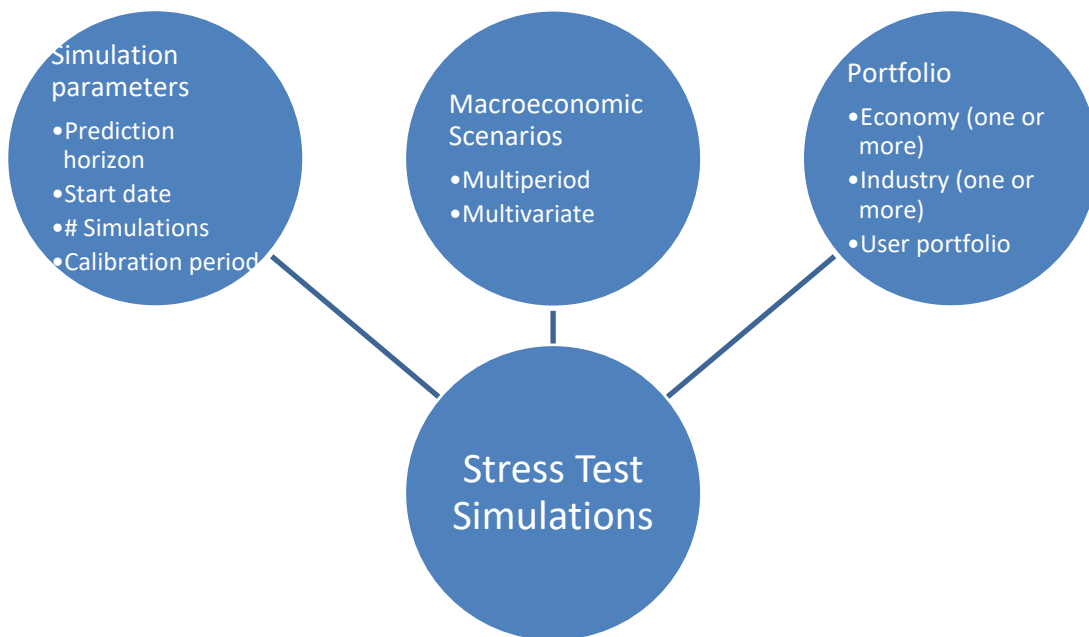 Simulation
parameters
•Prediction
horizon
•Start date
•# Simulations
•Calibration period
Macroeconomic
Scenarios
•Multiperiod
•Multivariate
Portfolio
•Economy (one or
more)
•Industry (one or
more)
•User portfolio
Stress Test
Simulations